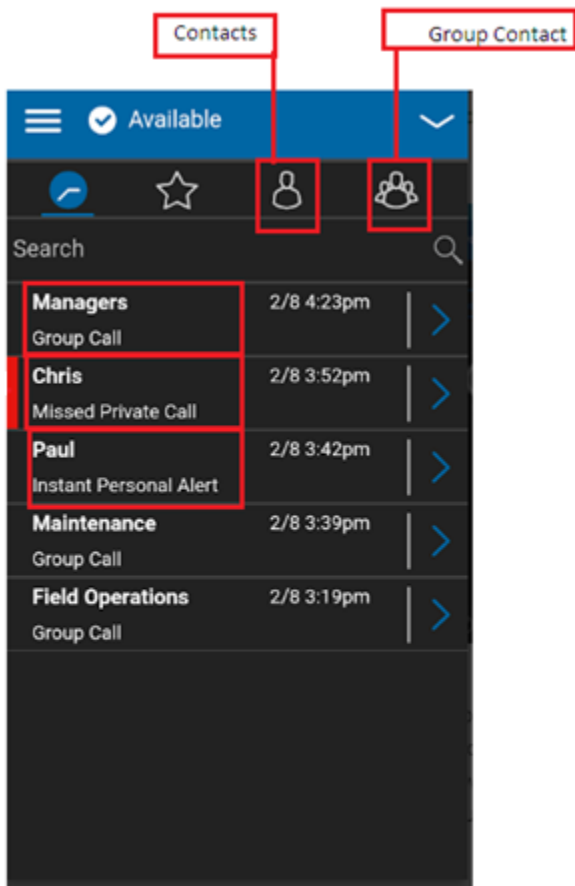 Contacts
Group Contact
Available
Search
Managers 2/8 4:23pm
Group Call
Chris 2/8 3:52pm
Missed Private Call
Paul 2/8 3:42pm
Instant Personal Alert
Maintenance 2/8 3:39pm
Group Call
Field Operations 2/8 3:19pm
Group Call